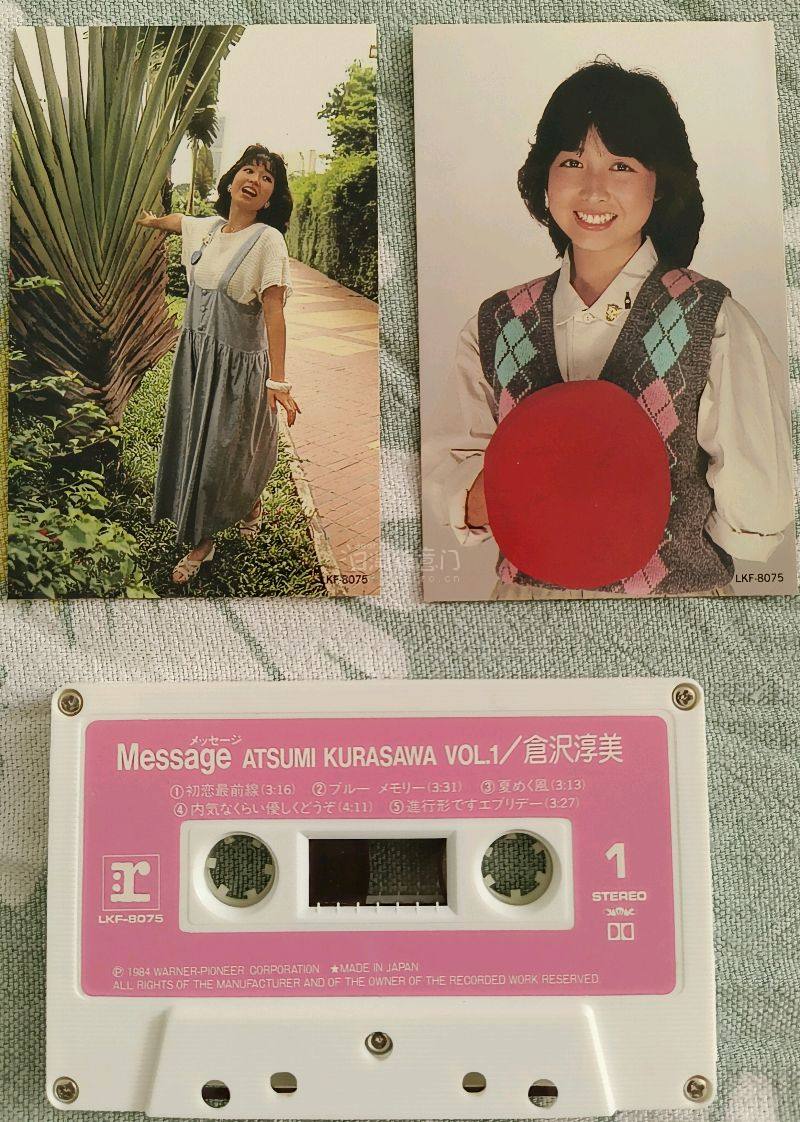 LKF-8075
LKF-8075
メッセージ
Message ATSUMI KURASAWA VOL.1／倉沢淳美
①初恋最前線(3:16) ②ブルー メモリー(3:31) ③夏めく風(3:13)
④内気なくらい優しくどうぞ(4:11) ⑤進行形ですエブリデー(3:27)
r
LKF-8075
1
STEREO
Ⓟ 1984 WARNER-PIONEER CORPORATION ★MADE IN JAPAN
ALL RIGHTS OF THE MANUFACTURER AND OF THE OWNER OF THE RECORDED WORK RESERVED